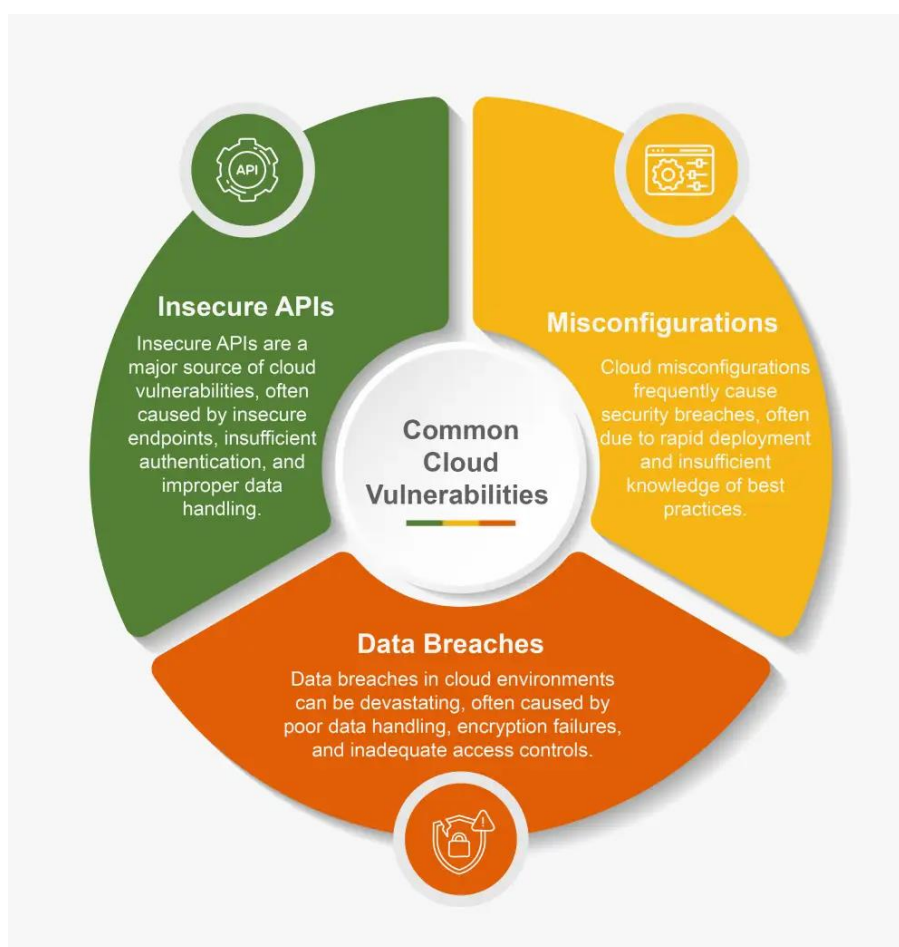 API
Insecure APIs
Insecure APIs are a
major source of cloud
vulnerabilities, often
caused by insecure
endpoints, insufficient
authentication, and
improper data
handling.
Misconfigurations
Cloud misconfigurations
frequently cause
security breaches, often
due to rapid deployment
and insufficient
knowledge of best
practices.
Common
Cloud
Vulnerabilities
Data Breaches
Data breaches in cloud environments
can be devastating, often caused by
poor data handling, encryption failures,
and inadequate access controls.